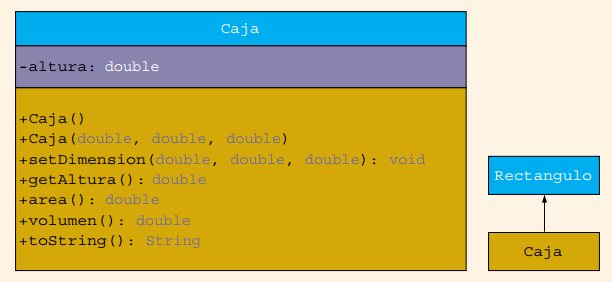 Caja
-altura: double
+Caja()
+Caja(double, double, double)
+setDimension(double, double, double): void
+getAltura(): double
+area(): double
+volumen(): double
+toString(): String
Rectangulo
Caja